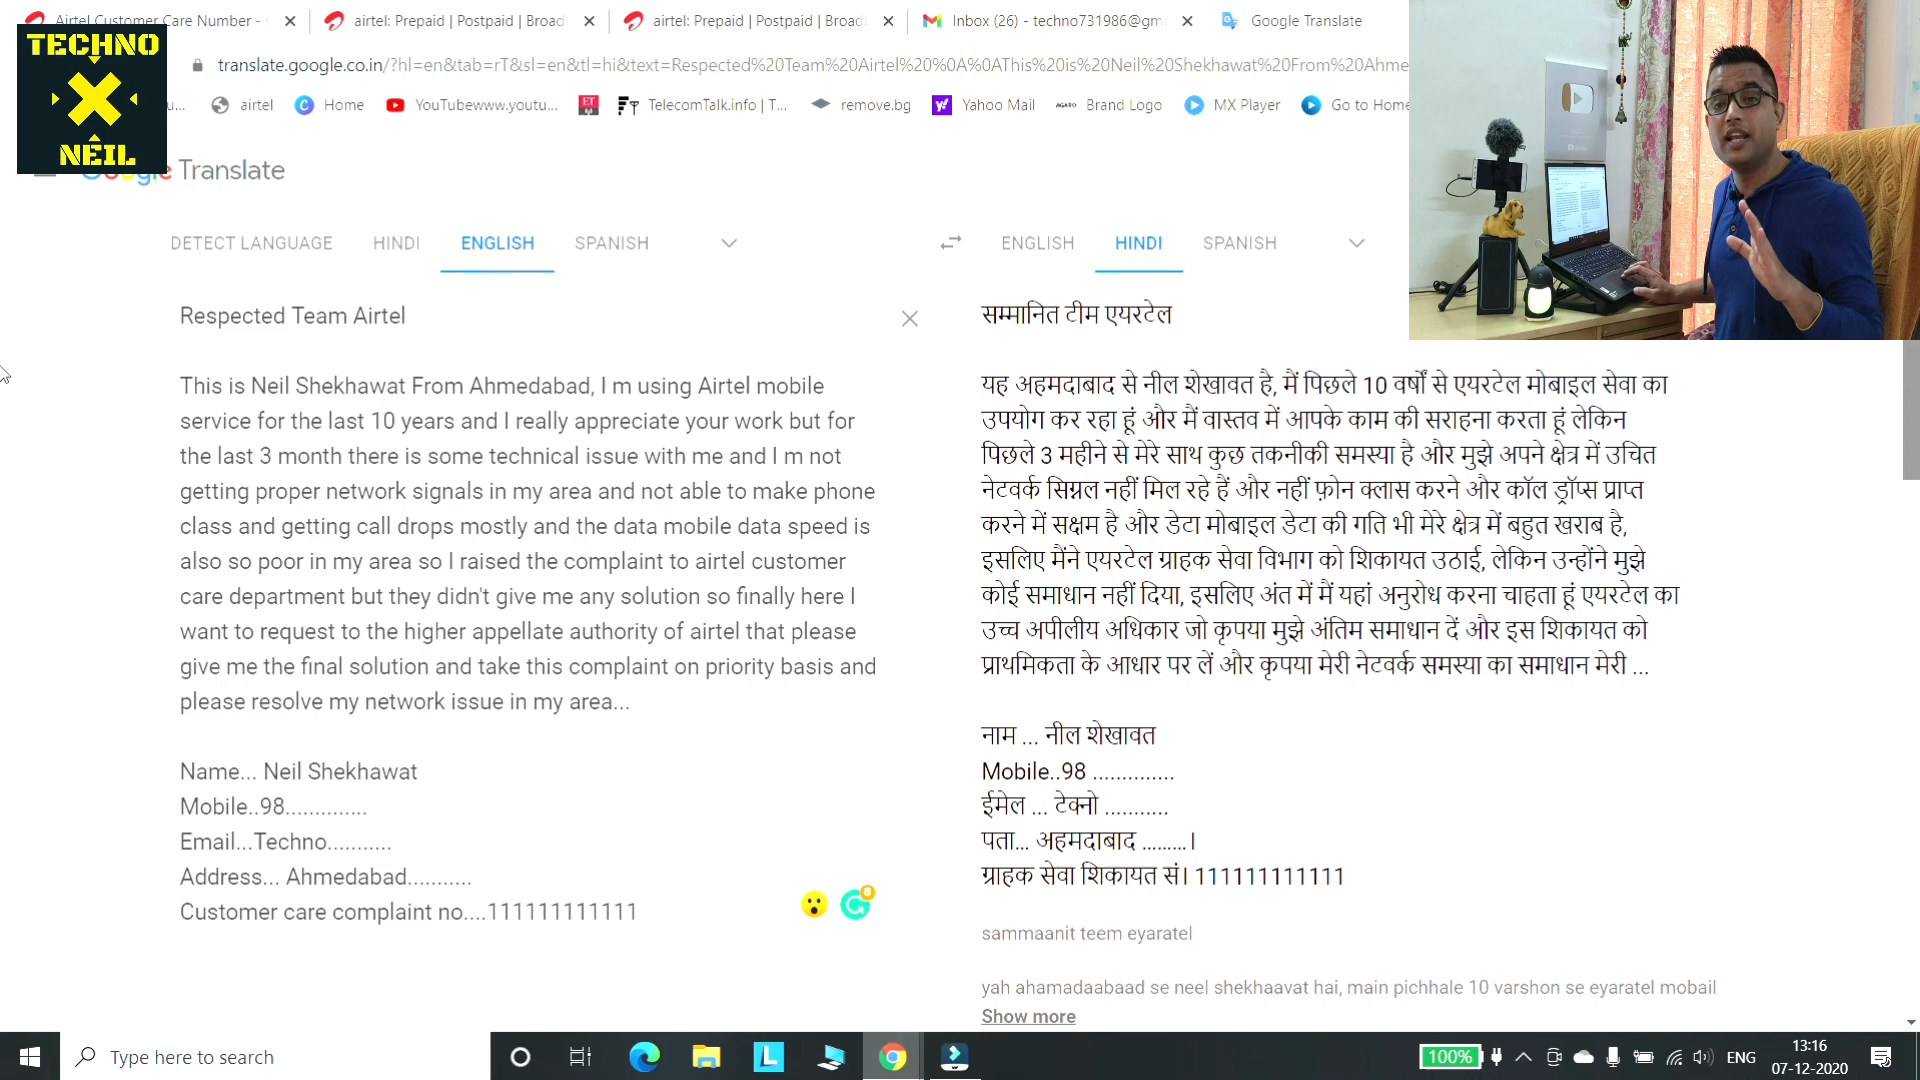 Airtel Customer Care Number -
airtel: Prepaid | Postpaid | Broad
airtel: Prepaid | Postpaid | Broad
Inbox (26) - techno731986@gm
Google Translate
TECHNO
NEIL
translate.google.co.in/?hl=en&tab=rT&sl=en&tl=hi&text=Respected%20Team%20Airtel%20%0A%0AThis%20is%20Neil%20Shekhawat%20From%20Ahme
u...
airtel
Home
YouTubewww.youtu...
TelecomTalk.info | T...
remove.bg
Yahoo Mail
Brand Logo
MX Player
Go to Home
Google Translate
DETECT LANGUAGE
HINDI
ENGLISH
SPANISH
ENGLISH
HINDI
SPANISH
Respected Team Airtel
This is Neil Shekhawat From Ahmedabad, I m using Airtel mobile
service for the last 10 years and I really appreciate your work but for
the last 3 month there is some technical issue with me and I m not
getting proper network signals in my area and not able to make phone
class and getting call drops mostly and the data mobile data speed is
also so poor in my area so I raised the complaint to airtel customer
care department but they didn't give me any solution so finally here I
want to request to the higher appellate authority of airtel that please
give me the final solution and take this complaint on priority basis and
please resolve my network issue in my area...
Name... Neil Shekhawat
Mobile..98..............
Email...Techno...........
Address... Ahmedabad...........
Customer care complaint no....111111111111
सम्मानित टीम एयरटेल
यह अहमदाबाद से नील शेखावत है, मैं पिछले 10 वर्षों से एयरटेल मोबाइल सेवा का
उपयोग कर रहा हूं और मैं वास्तव में आपके काम की सराहना करता हूं लेकिन
पिछले 3 महीने से मेरे साथ कुछ तकनीकी समस्या है और मुझे अपने क्षेत्र में उचित
नेटवर्क सिग्नल नहीं मिल रहे हैं और नहीं फ़ोन क्लास करने और कॉल ड्रॉप्स प्राप्त
करने में सक्षम है और डेटा मोबाइल डेटा की गति भी मेरे क्षेत्र में बहुत खराब है,
इसलिए मैंने एयरटेल ग्राहक सेवा विभाग को शिकायत उठाई, लेकिन उन्होंने मुझे
कोई समाधान नहीं दिया, इसलिए अंत में मैं यहां अनुरोध करना चाहता हूं एयरटेल का
उच्च अपीलीय अधिकार जो कृपया मुझे अंतिम समाधान दें और इस शिकायत को
प्राथमिकता के आधार पर लें और कृपया मेरी नेटवर्क समस्या का समाधान मेरी ...
नाम ... नील शेखावत
Mobile..98 ..............
ईमेल ... टेक्नो ...........
पता... अहमदाबाद .........।
ग्राहक सेवा शिकायत सं। 111111111111
sammaanit teem eyaratel
yah ahamadaabaad se neel shekhaavat hai, main pichhale 10 varshon se eyaratel mobail
Show more
Type here to search
100%
ENG
13:16
07-12-2020